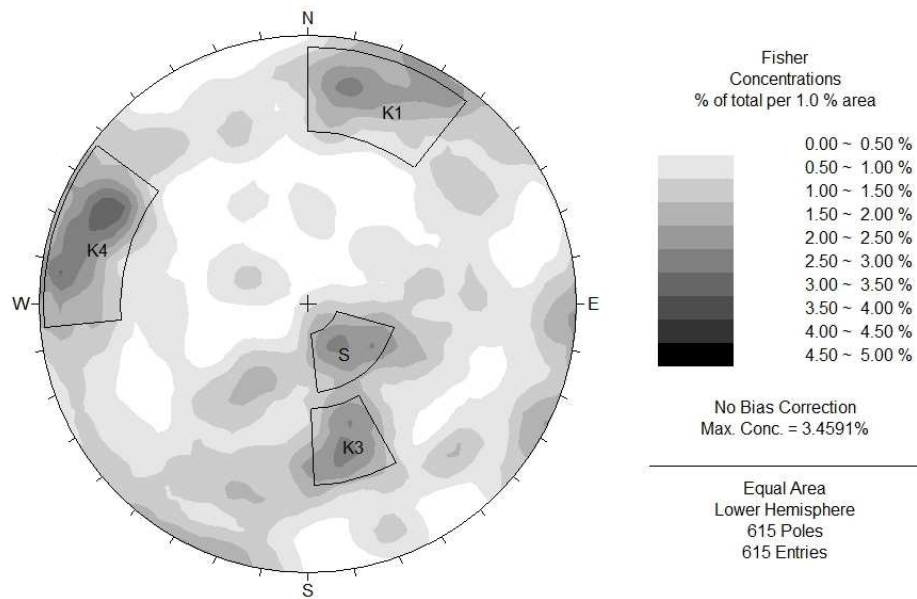 N
Fisher
Concentrations
% of total per 1.0 % area
K1
0.00 ~ 0.50 %
0.50 ~ 1.00 %
1.00 ~ 1.50 %
1.50 ~ 2.00 %
2.00 ~ 2.50 %
2.50 ~ 3.00 %
3.00 ~ 3.50 %
3.50 ~ 4.00 %
4.00 ~ 4.50 %
4.50 ~ 5.00 %
K4
W
E
S
K3
No Bias Correction
Max. Conc. = 3.4591%
Equal Area
Lower Hemisphere
615 Poles
615 Entries
S